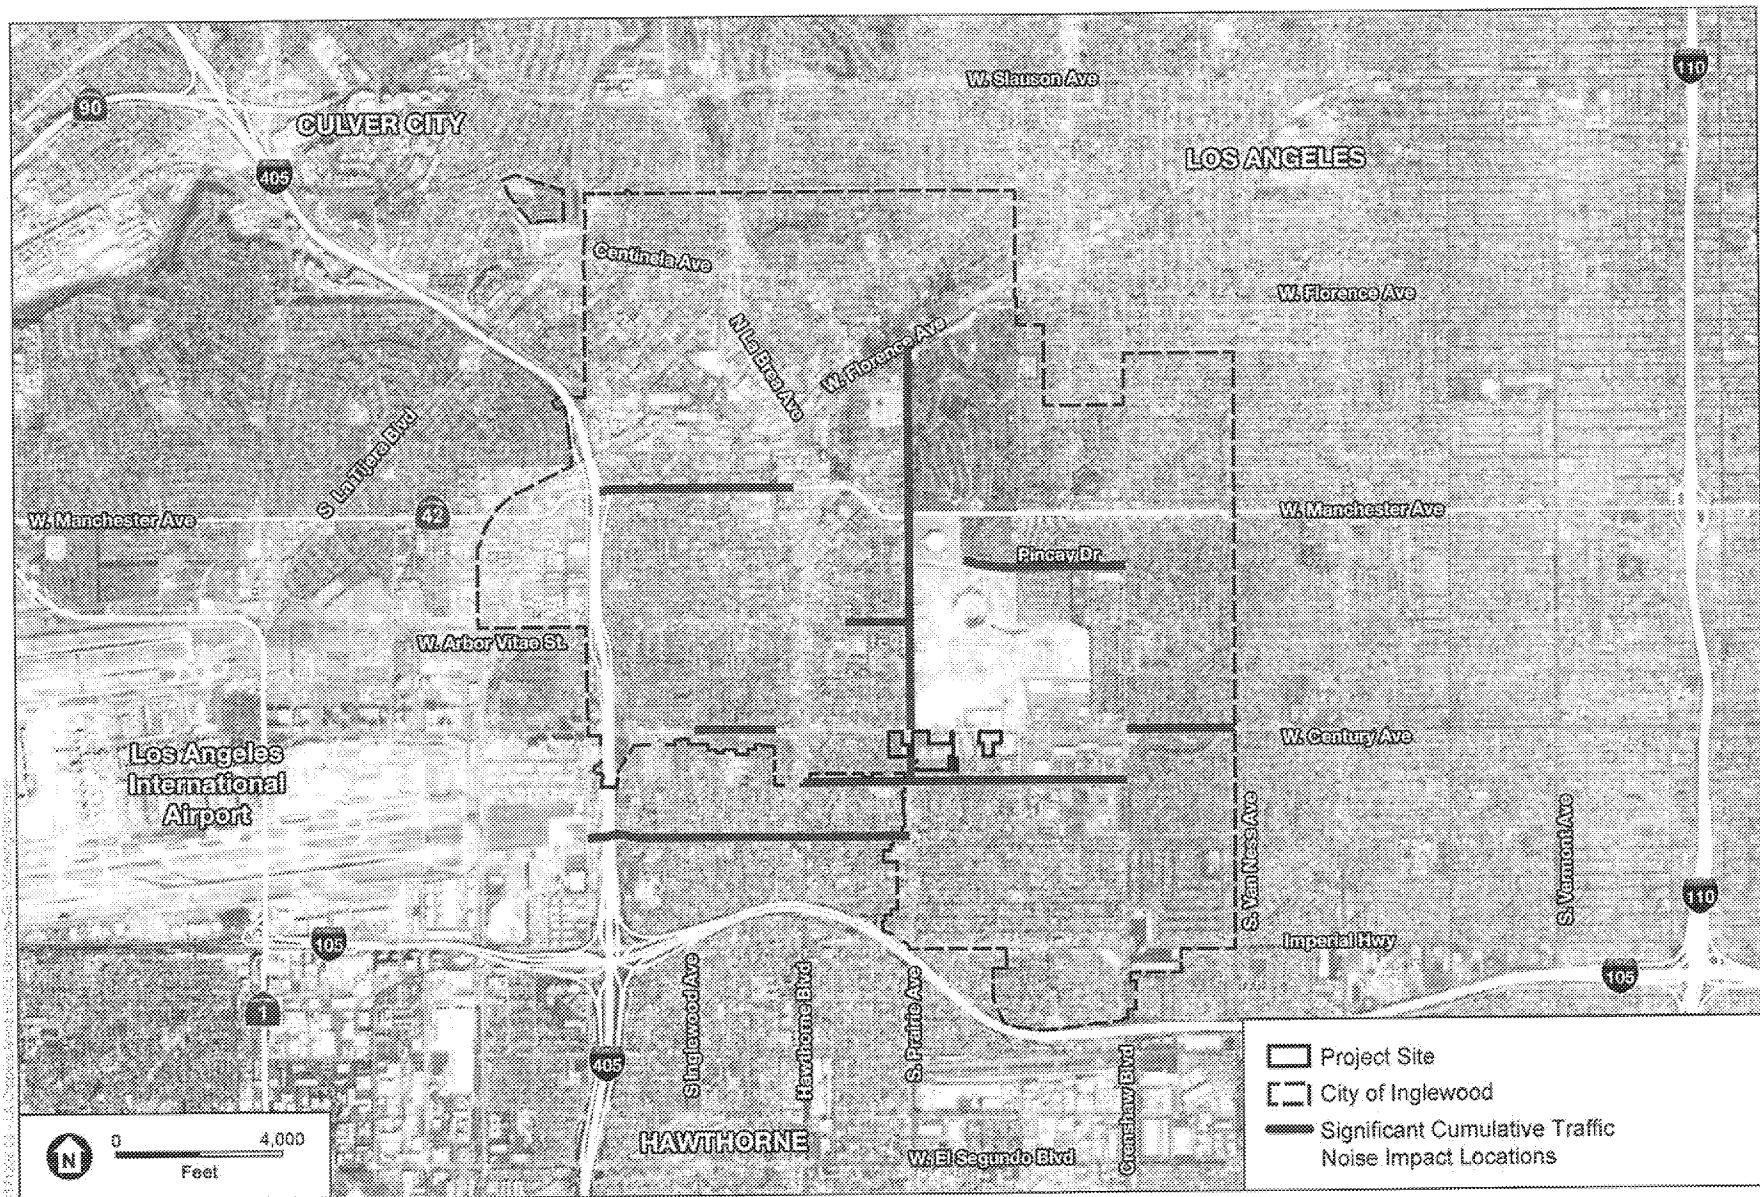 W. Slauson Ave
110
90
CULVER CITY
LOS ANGELES
405
Centinela Ave
W. Florence Ave
N La Brea Ave
W. Florence Ave
S La Tijera Blvd
W. Manchester Ave
42
W. Manchester Ave
Pincay Dr.
W. Arbor Vitae St.
W. Century Ave
Los Angeles
International
Airport
S. Van Ness Ave
S. Vermont Ave
110
105
Imperial Hwy
105
1
S Inglewood Ave
Hawthorne Blvd
S. Prairie Ave
Crenshaw Blvd
405
HAWTHORNE
W. El Segundo Blvd
N
0
4,000
Feet
Project Site
City of Inglewood
Significant Cumulative Traffic
Noise Impact Locations